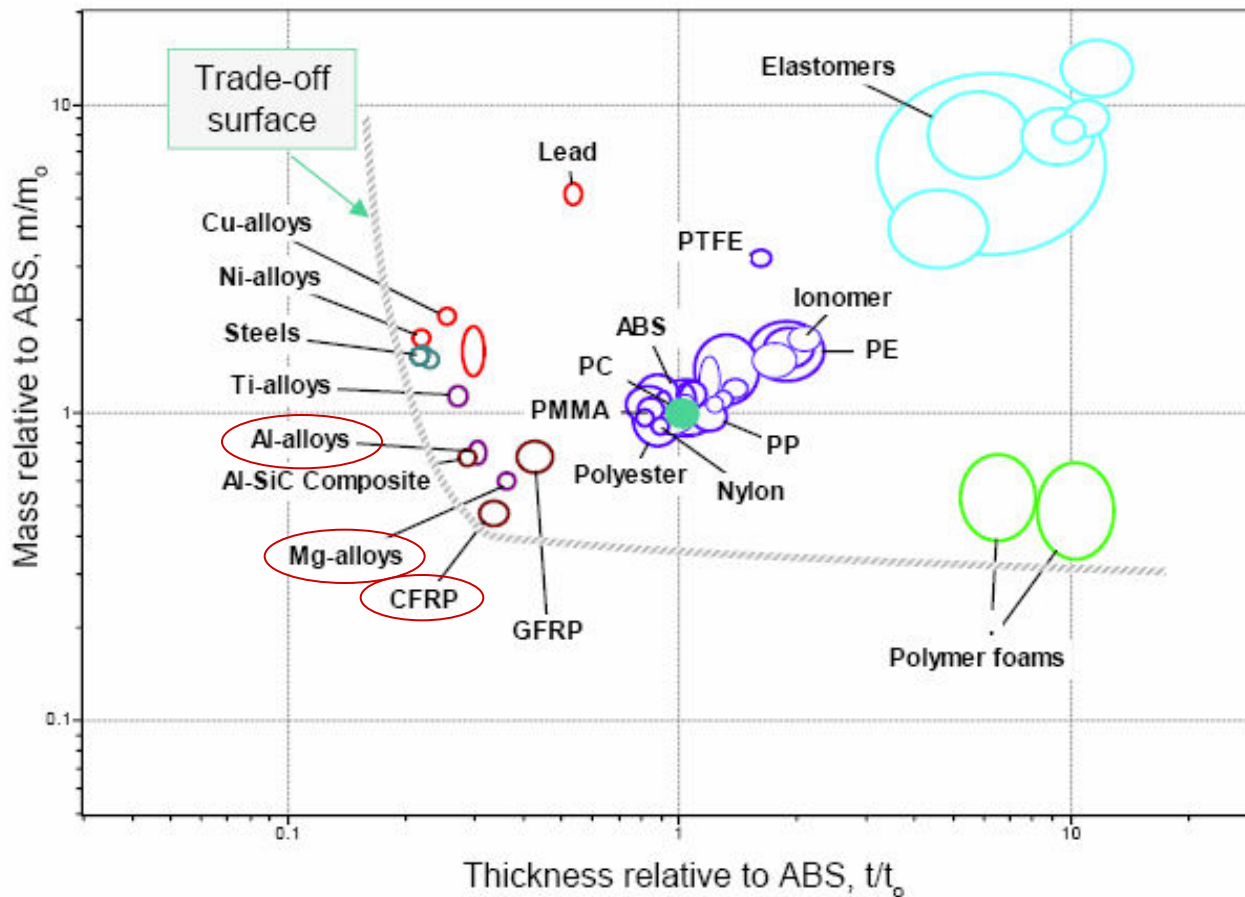 10
Trade-off
surface
Elastomers
Lead
Cu-alloys
PTFE
Ni-alloys
Ionomer
Steels
ABS
PE
PC
Ti-alloys
1
PMMA
Al-alloys
PP
Al-SiC Composite
Polyester
Nylon
Mg-alloys
CFRP
GFRP
Polymer foams
0.1
0.1
1
10
Mass relative to ABS, m/mo
Thickness relative to ABS, t/to